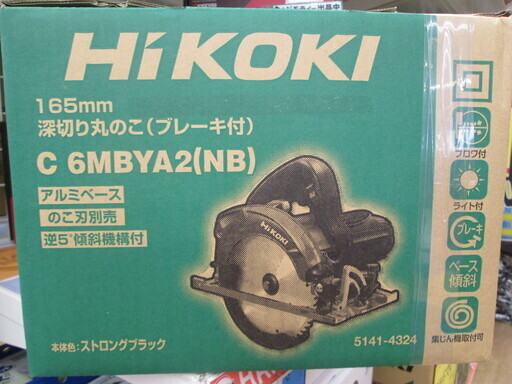 HiKOKI
165mm
深切り丸のこ(ブレーキ付)
C 6MBYA2(NB)
アルミベース
のこ刃別売
逆5°傾斜機構付
HiKOKI
本体色:ストロングブラック
5141-4324
ブロワ付
ライト付
ブレーキ
ベース
傾斜
集じん機取付可